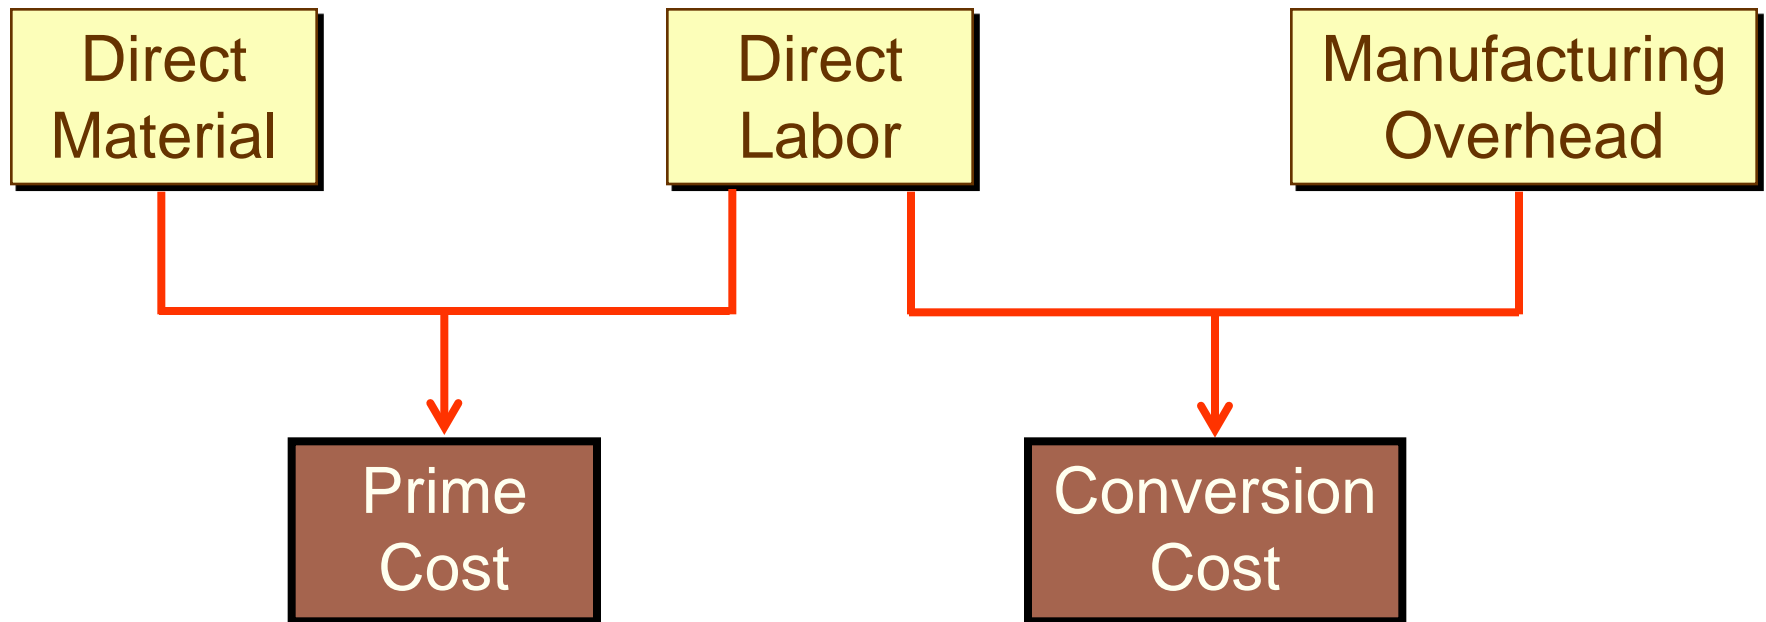 Direct
Material
Direct
Labor
Manufacturing
Overhead
Prime
Cost
Conversion
Cost